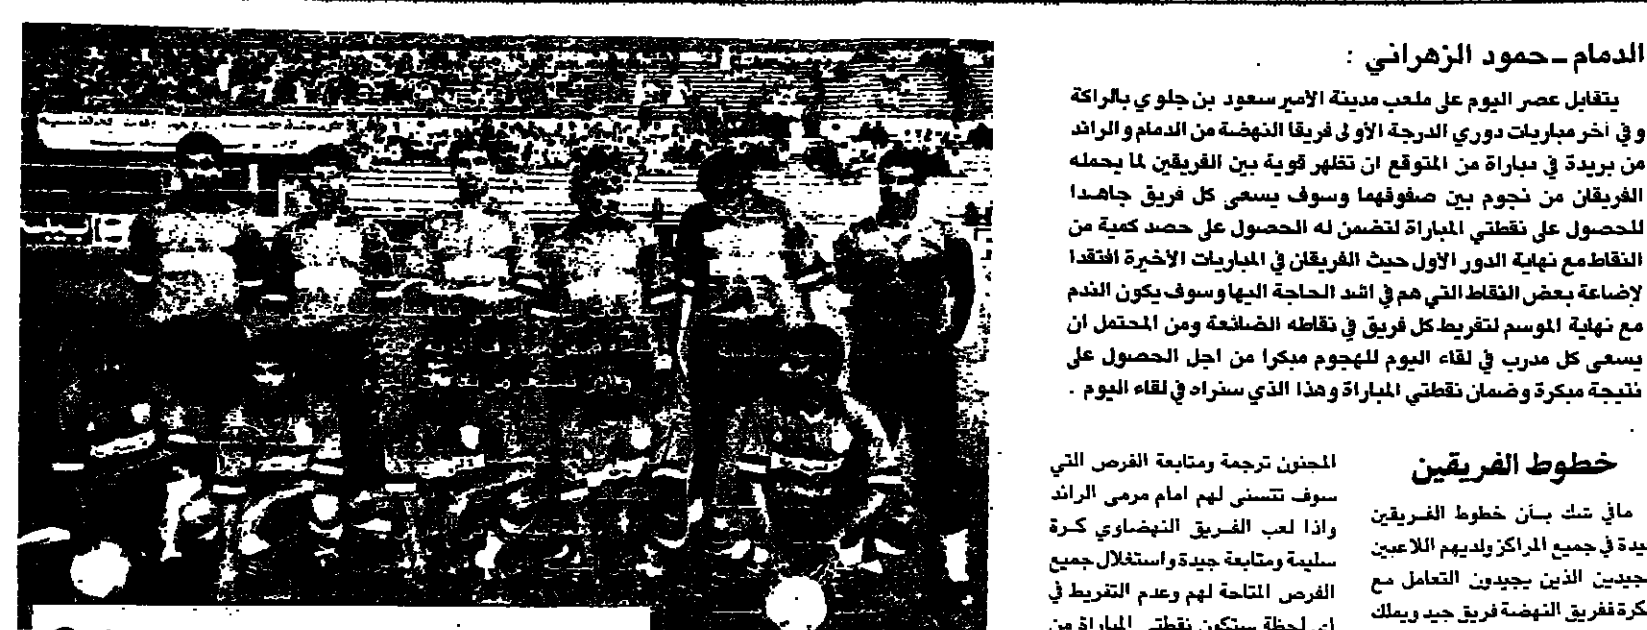 الدمام ـ حمود الزهراني :
يتقابل عصر اليوم على ملعب مدينة الامير سعود بن جلوي بالراكة
وفي آخر مباريات دوري الدرجة الأولى فريقا النهضة من الدمام والرائد
من بريدة في مباراة من المتوقع ان تظهر قوية بين الفريقين لما يحمله
الفريقان من نجوم بين صفوفهما وسوف يسعى كل فريق جاهدا
للحصول على نقطتي المباراة لتضمن له الحصول على حصد كمية من
النقاط مع نهاية الدور الأول حيث الفريقان في المباريات الأخيرة افتقدا
لإضاعة بعض النقاط التي هم في اشد الحاجة اليها وسوف يكون الندم
مع نهاية الموسم لتفريط كل فريق في نقاطه الضائعة ومن المحتمل ان
يسعى كل مدرب في لقاء اليوم للهجوم مبكرا من اجل الحصول على
نتيجة مبكرة وضمان نقطتي المباراة وهذا الذي سنراه في لقاء اليوم .
خطوط الفريقين
مافي شك بأن خطوط الفريقين
يدة في جميع المراكز ولديهم اللاعبين
جيدين الذين يجيدون التعامل مع
كرة ففريق النهضة فريق جيد ويملك
المجنون ترجمة ومتابعة الفرص التي
سوف تتسنى لهم امام مرمى الرائد
واذا لعب الفريق النهضاوي كرة
سليمة ومتابعة جيدة واستغلال جميع
الفرص المتاحة لهم وعدم التفريط في
اي لحظة ستكون نقطتي المباراة من